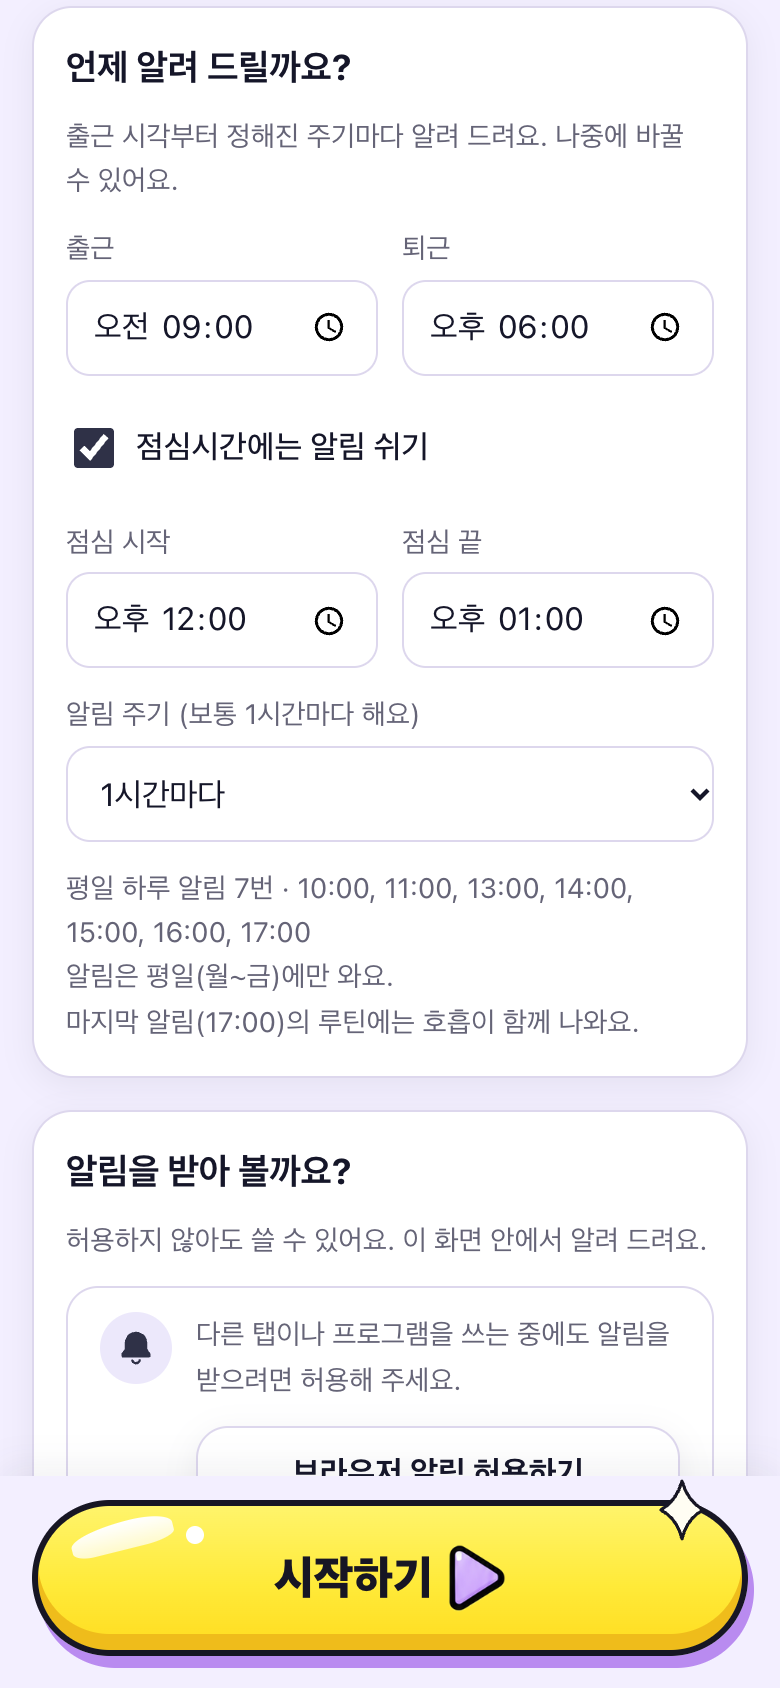 언제 알려 드릴까요?
출근 시각부터 정해진 주기마다 알려 드려요. 나중에 바꿀
수 있어요.
출근
퇴근
오전 09:00
오후 06:00
점심시간에는 알림 쉬기
점심 시작
점심 끝
오후 12:00
오후 01:00
알림 주기 (보통 1시간마다 해요)
1시간마다
평일 하루 알림 7번 · 10:00, 11:00, 13:00, 14:00,
15:00, 16:00, 17:00
알림은 평일(월~금)에만 와요.
마지막 알림(17:00)의 루틴에는 호흡이 함께 나와요.
알림을 받아 볼까요?
허용하지 않아도 쓸 수 있어요. 이 화면 안에서 알려 드려요.
다른 탭이나 프로그램을 쓰는 중에도 알림을
받으려면 허용해 주세요.
브라우저 알림 허용하기
시작하기